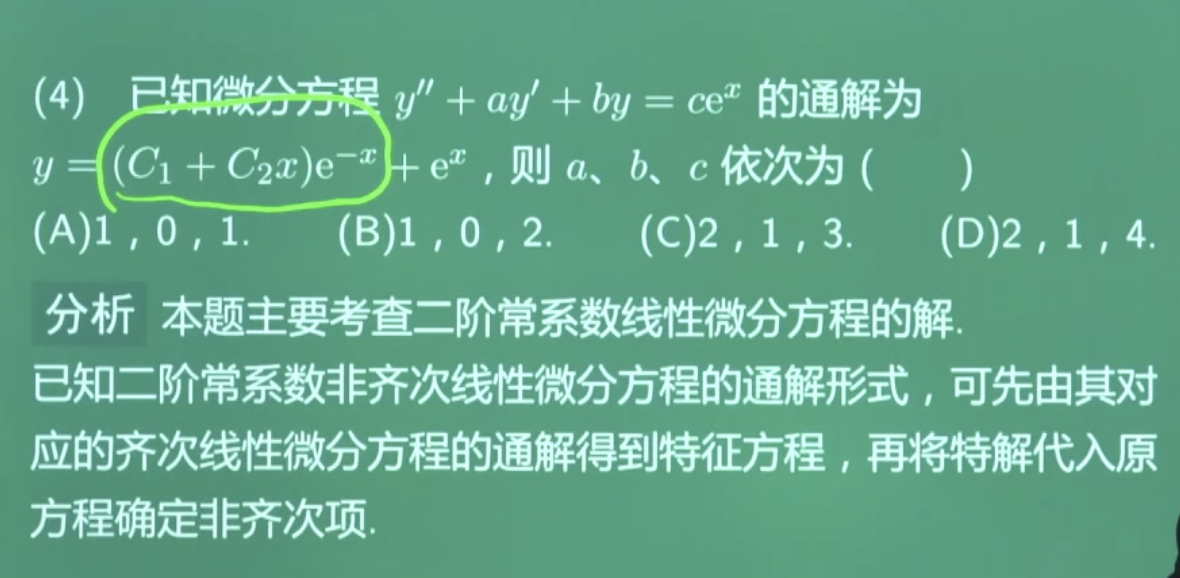 (4) 已知微分方程 y″ + ay′ + by = ceˣ 的通解为
y = (C₁ + C₂x)e⁻ˣ + eˣ，则 a、b、c 依次为 (　　)
(A)1，0，1.　(B)1，0，2.　(C)2，1，3.　(D)2，1，4.
分析 本题主要考查二阶常系数线性微分方程的解.
已知二阶常系数非齐次线性微分方程的通解形式，可先由其对
应的齐次线性微分方程的通解得到特征方程，再将特解代入原
方程确定非齐次项.